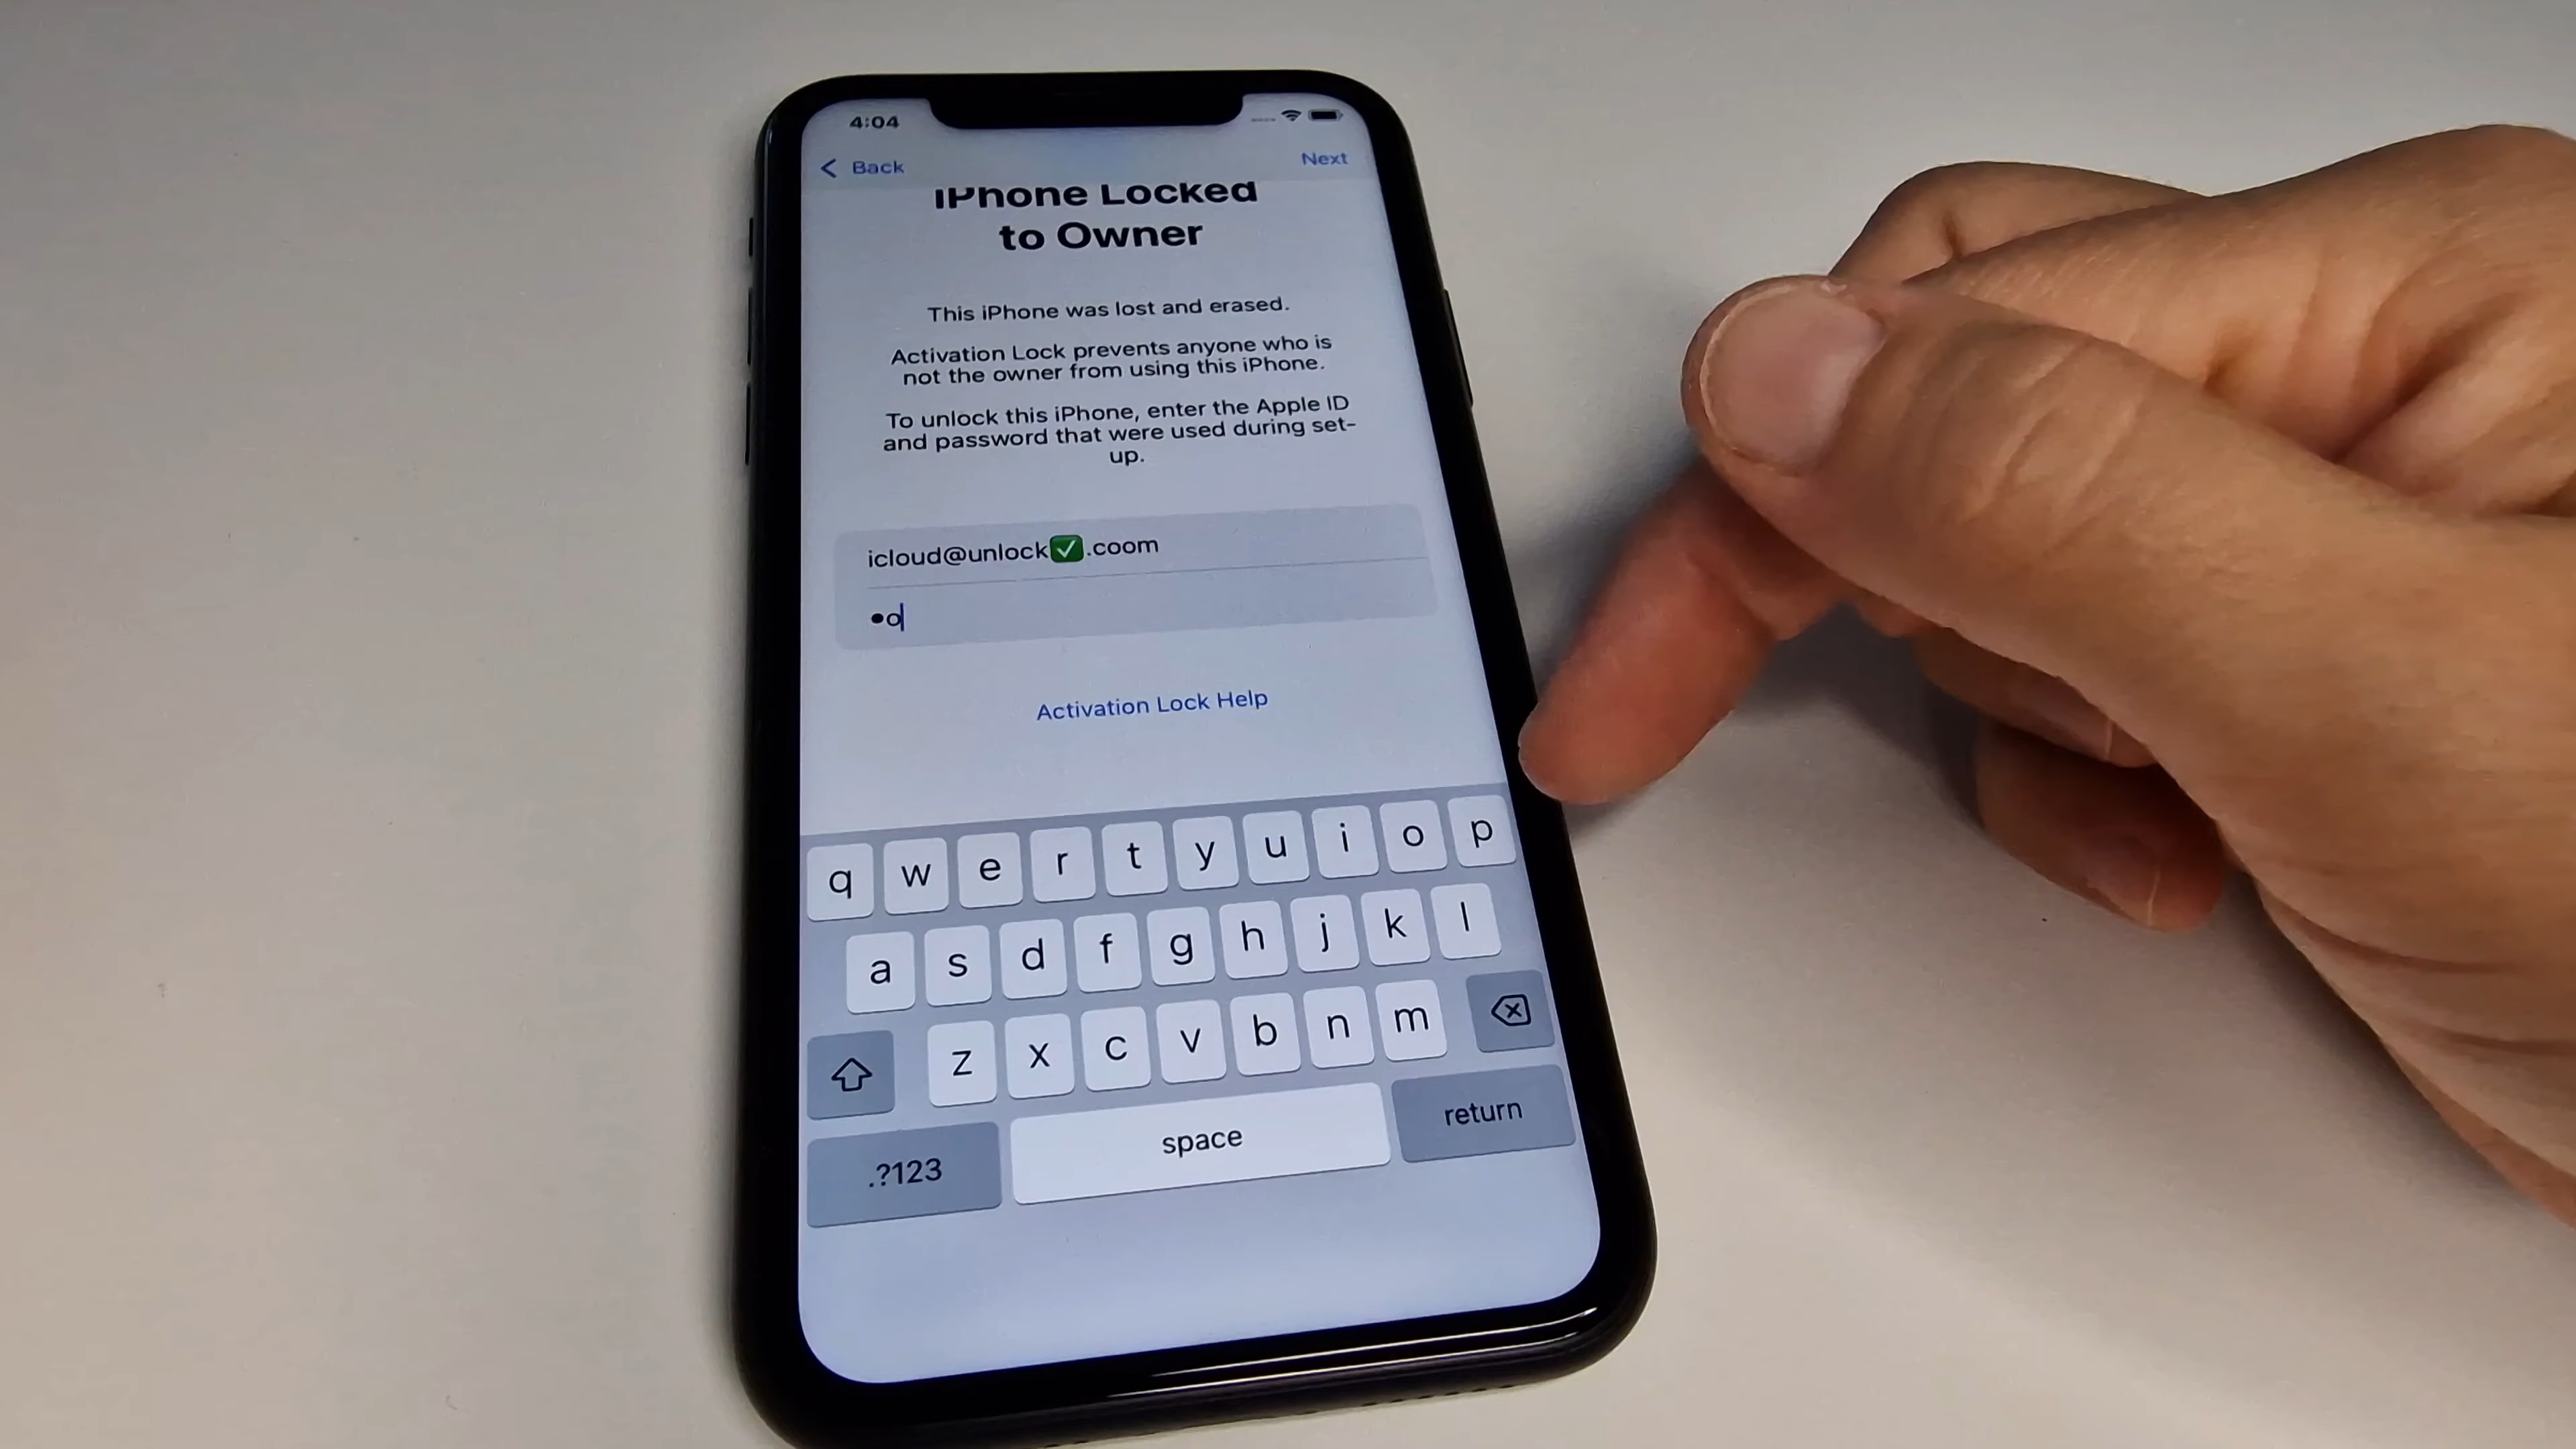 4:04
Back
Next
iPhone Locked
to Owner
This iPhone was lost and erased.
Activation Lock prevents anyone who is
not the owner from using this iPhone.
To unlock this iPhone, enter the Apple ID
and password that were used during set-
up.
icloud@unlock✅.coom
•o
Activation Lock Help
q w e r t y u i o p
a s d f g h j k l
z x c v b n m
.?123 space return